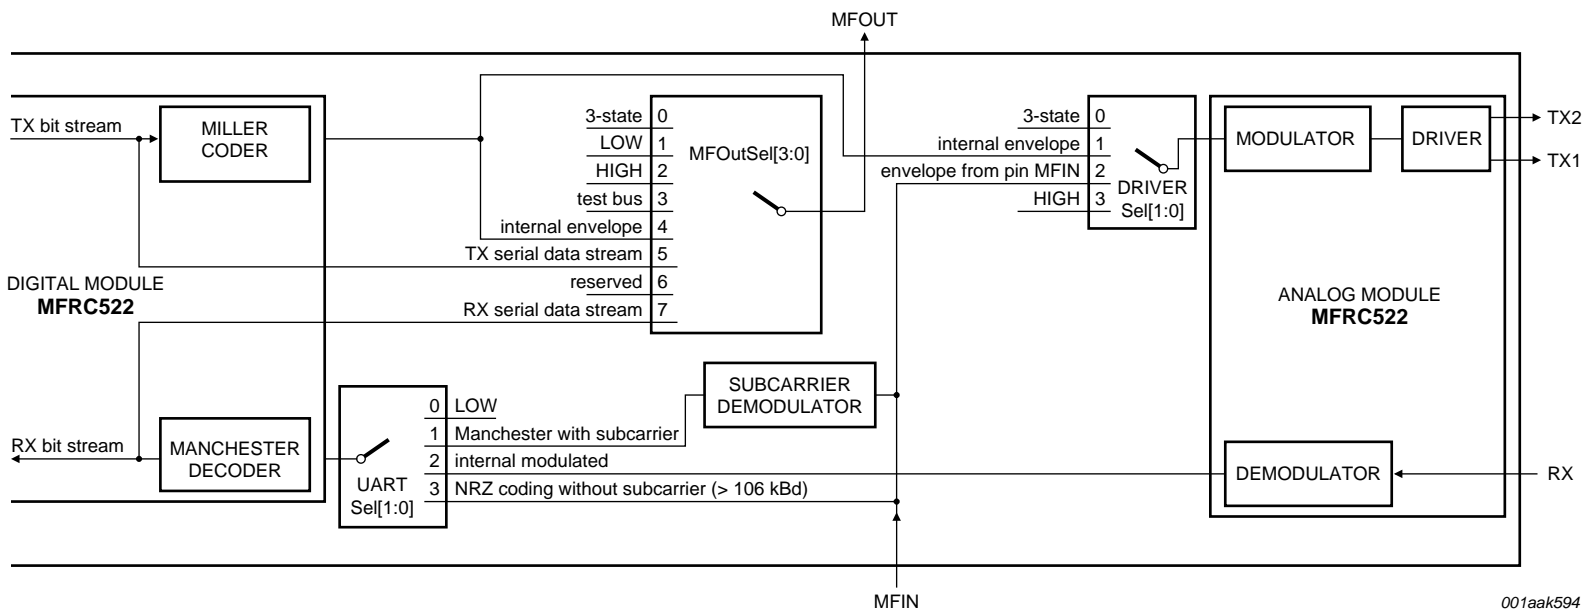 MFOUT
TX bit stream
MILLER
CODER
3-state 0
LOW 1
HIGH 2
test bus 3
internal envelope 4
TX serial data stream 5
reserved 6
RX serial data stream 7
MFOutSel[3:0]
3-state 0
internal envelope 1
envelope from pin MFIN 2
HIGH 3
DRIVER
Sel[1:0]
MODULATOR
DRIVER
TX2
TX1
DIGITAL MODULE
MFRC522
ANALOG MODULE
MFRC522
SUBCARRIER
DEMODULATOR
RX bit stream
MANCHESTER
DECODER
UART
Sel[1:0]
0 LOW
1 Manchester with subcarrier
2 internal modulated
3 NRZ coding without subcarrier (> 106 kBd)
DEMODULATOR
RX
MFIN
001aak594